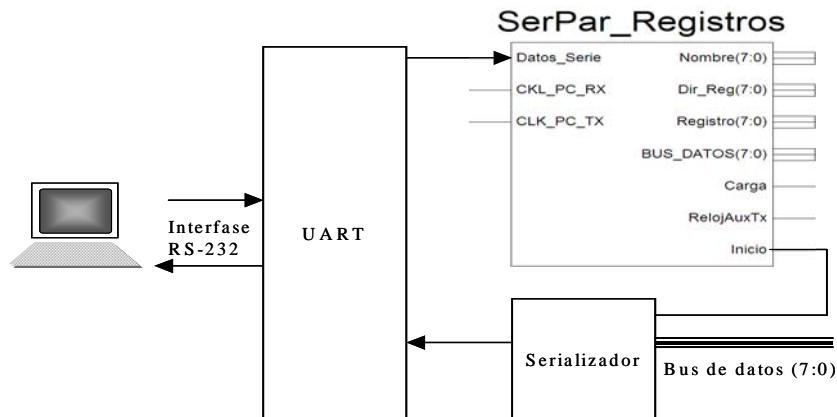 SerPar_Registros
Datos_Serie
CKL_PC_RX
CLK_PC_TX
Nombre(7:0)
Dir_Reg(7:0)
Registro(7:0)
BUS_DATOS(7:0)
Carga
RelojAuxTx
Inicio
Interfase
RS-232
UART
Serializador
Bus de datos (7:0)